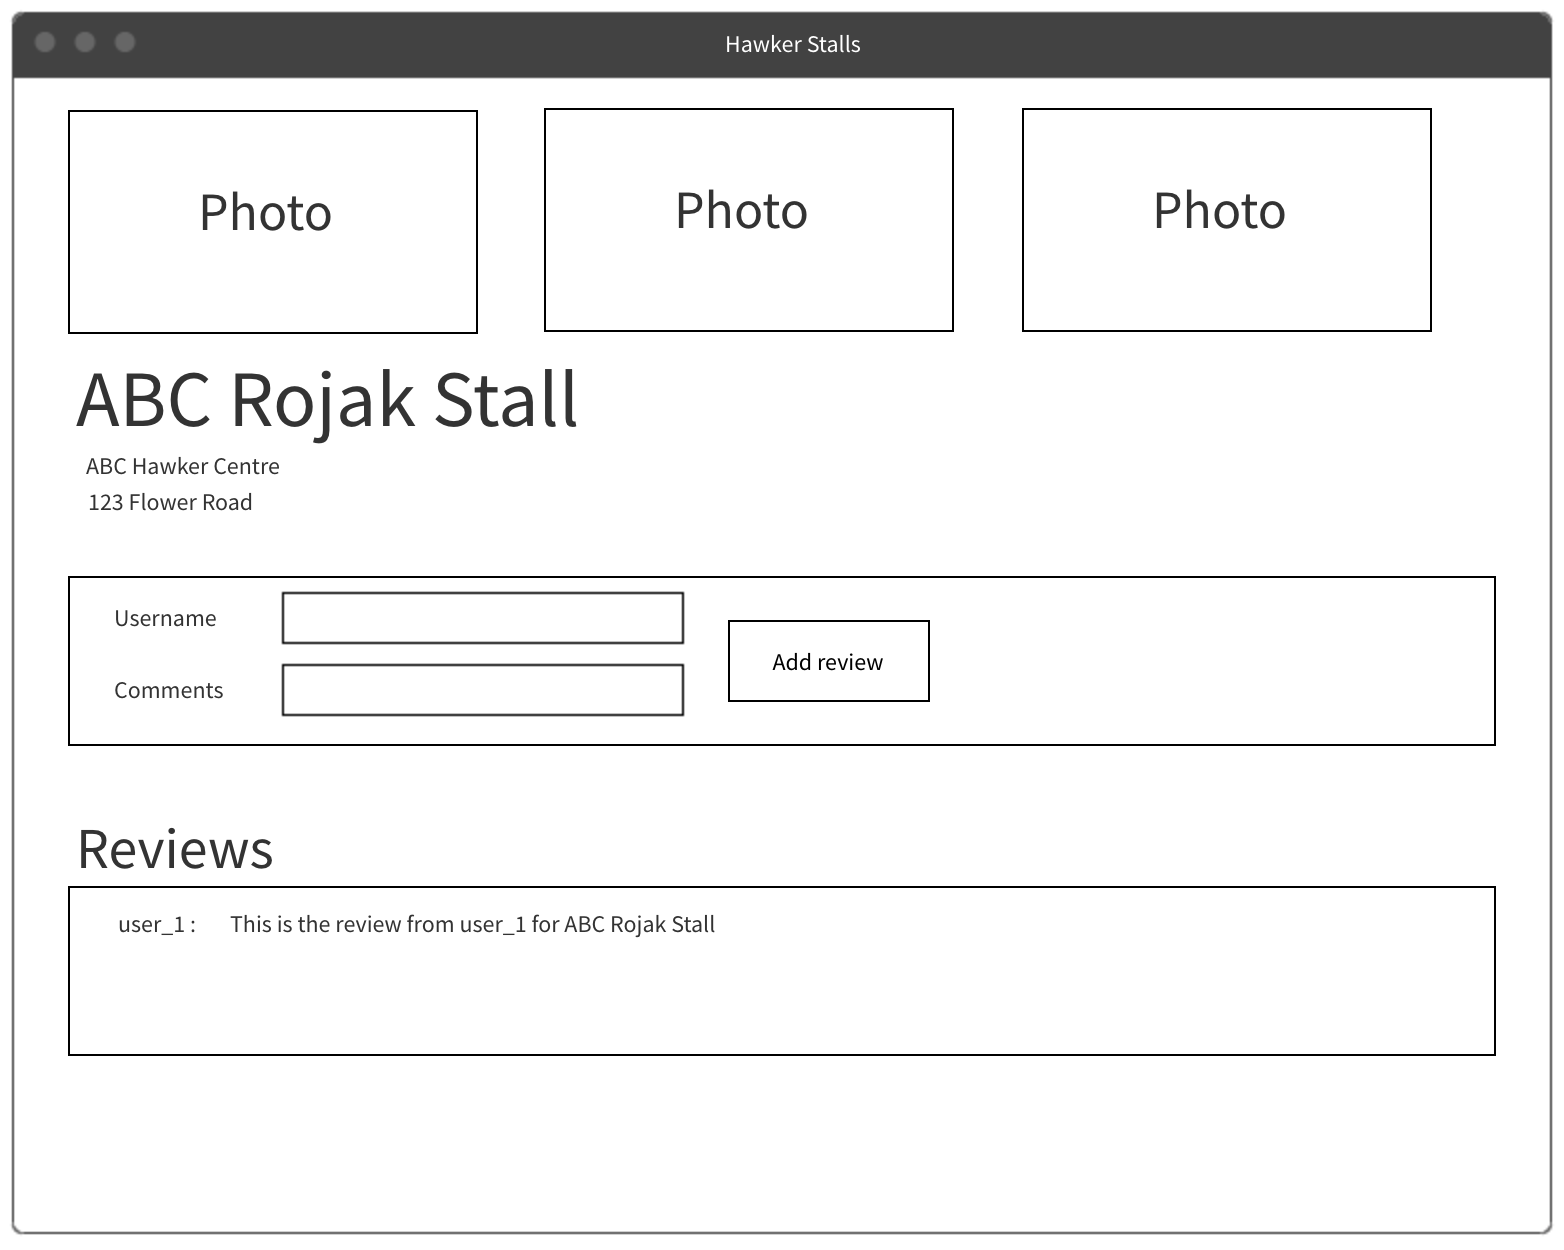 Hawker Stalls
Photo
Photo
Photo
ABC Rojak Stall
ABC Hawker Centre
123 Flower Road
Username
Comments
Add review
Reviews
user_1 : This is the review from user_1 for ABC Rojak Stall